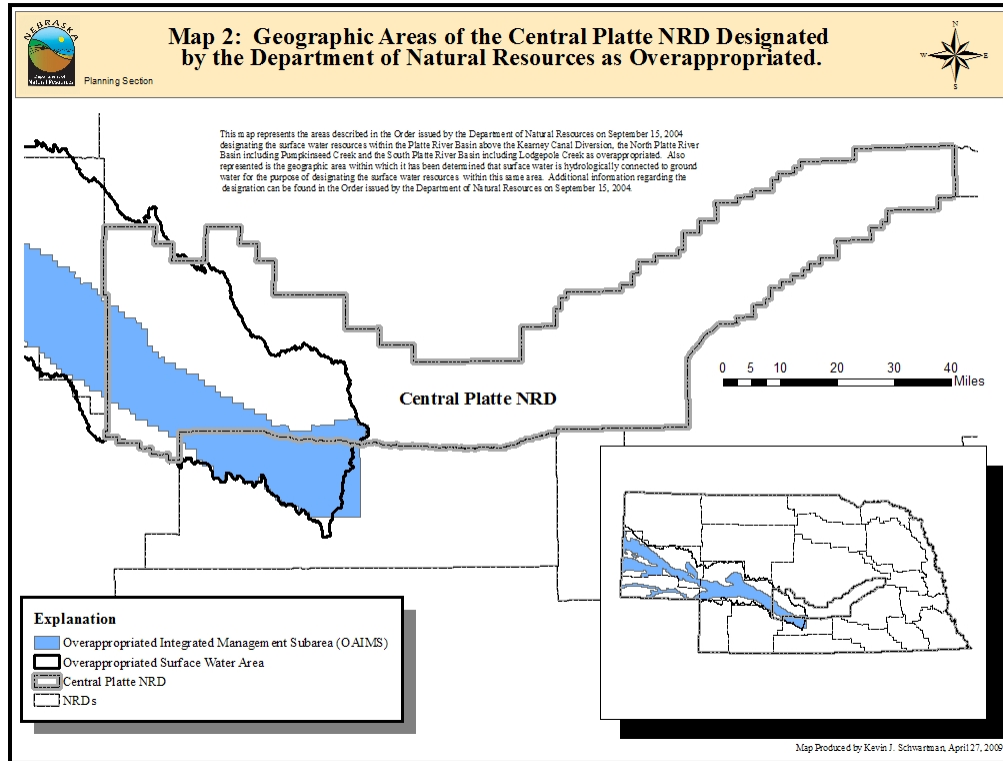 NEBRASKA
Department of
Natural Resources
Planning Section
Map 2: Geographic Areas of the Central Platte NRD Designated
by the Department of Natural Resources as Overappropriated.
N
W
E
S
This map represents the areas described in the Order issued by the Department of Natural Resources on September 15, 2004
designating the surface water resources within the Platte River Basin above the Kearney Canal Diversion, the North Platte River
Basin including Pumpkinseed Creek and the South Platte River Basin including Lodgepole Creek as overappropriated. Also
represented is the geographic area within which it has been determined that surface water is hydrologically connected to ground
water for the purpose of designating the surface water resources within this same area. Additional information regarding the
designation can be found in the Order issued by the Department of Natural Resources on September 15, 2004.
0 5 10 20 30 40
Miles
Central Platte NRD
Explanation
Overappropriated Integrated Management Subarea (OAIMS)
Overappropriated Surface Water Area
Central Platte NRD
NRDs
Map Produced by Kevin J. Schwartman, April 27, 2009